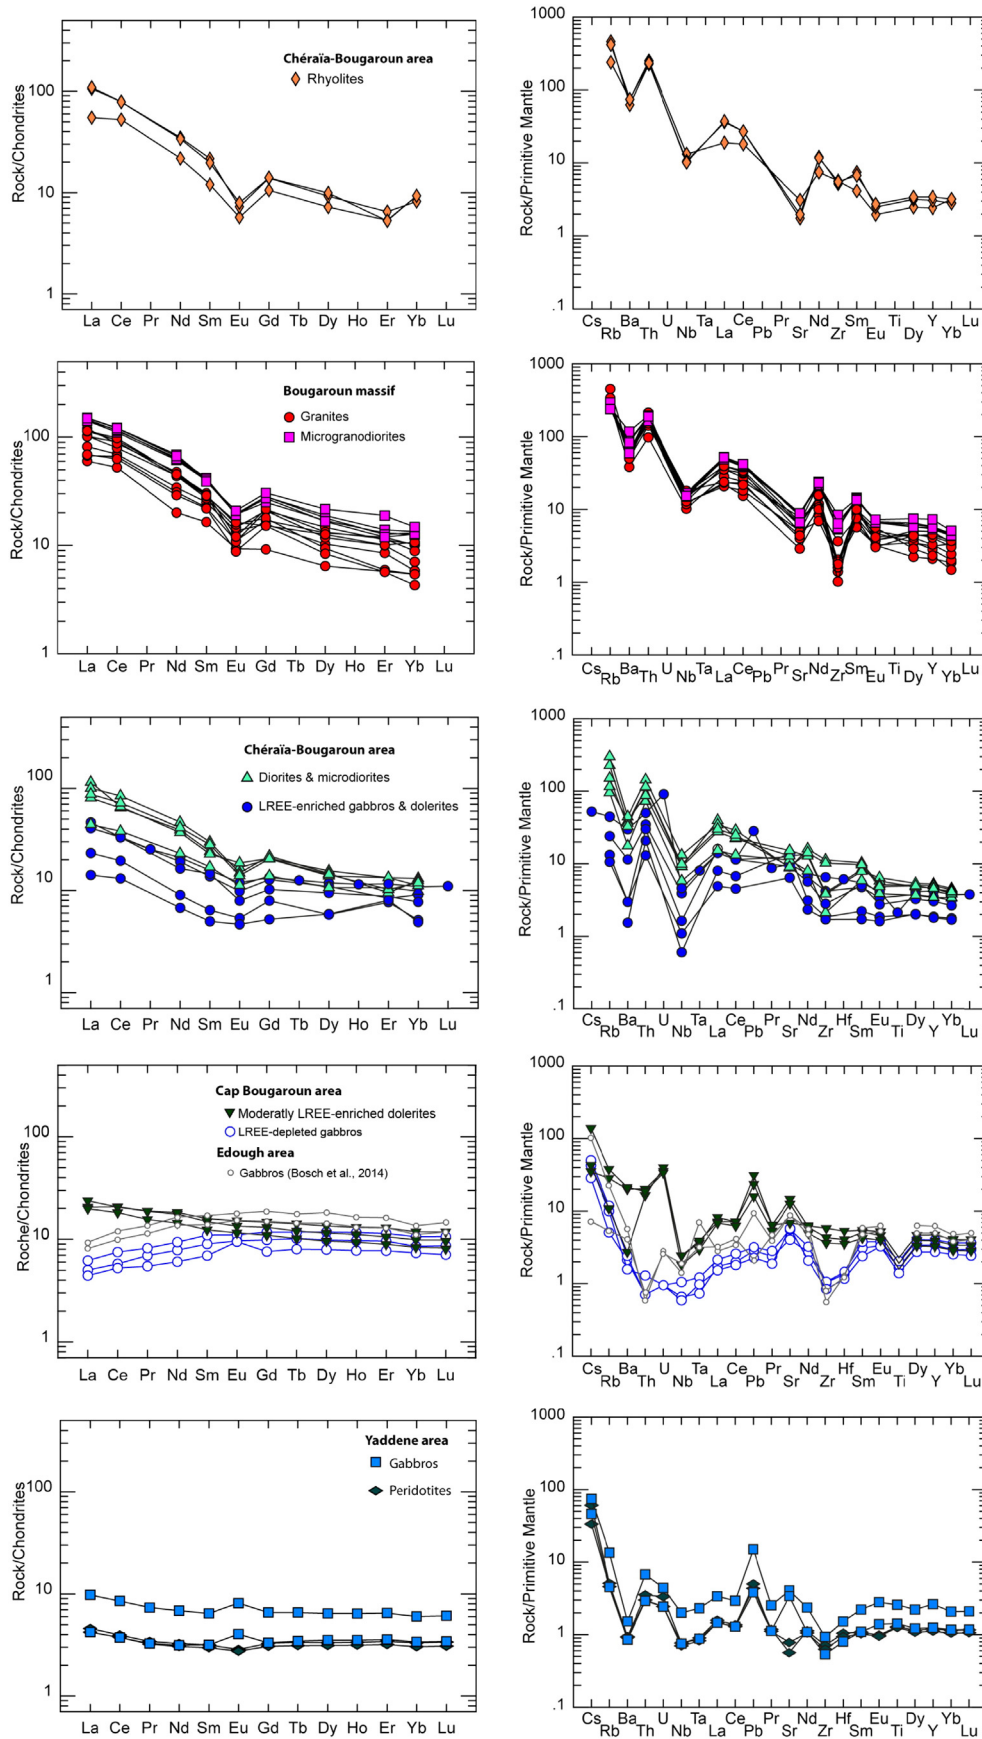 Rock/Chondrites
100
10
1
Chéraïa-Bougaroun area
Rhyolites
La Ce Pr Nd Sm Eu Gd Tb Dy Ho Er Yb Lu
Rock/Primitive Mantle
1000
100
10
1
.1
Cs Ba U Ta Ce Pr Nd Sm Ti Y Lu
Rb Th Nb La Pb Sr Zr Eu Dy Yb
Rock/Chondrites
100
10
1
Bougaroun massif
Granites
Microgranodiorites
La Ce Pr Nd Sm Eu Gd Tb Dy Ho Er Yb Lu
Rock/Primitive Mantle
1000
100
10
1
.1
Cs Ba U Ta Ce Pr Nd Sm Ti Y Lu
Rb Th Nb La Pb Sr Zr Eu Dy Yb
Rock/Chondrites
100
10
1
Chéraïa-Bougaroun area
Diorites & microdiorites
LREE-enriched gabbros & dolerites
La Ce Pr Nd Sm Eu Gd Tb Dy Ho Er Yb Lu
Rock/Primitive Mantle
1000
100
10
1
.1
Cs Ba U Ta Ce Pr Nd Hf Eu Dy Yb
Rb Th Nb La Pb Sr Zr Sm Ti Y Lu
Roche/Chondrites
100
10
1
Cap Bougaroun area
Moderatly LREE-enriched dolerites
LREE-depleted gabbros
Edough area
Gabbros (Bosch et al., 2014)
La Ce Pr Nd Sm Eu Gd Tb Dy Ho Er Yb Lu
Rock/Primitive Mantle
1000
100
10
1
.1
Cs Ba U Ta Ce Pr Nd Hf Eu Dy Yb
Rb Th Nb La Pb Sr Zr Sm Ti Y Lu
Rock/Chondrites
100
10
1
Yaddene area
Gabbros
Peridotites
La Ce Pr Nd Sm Eu Gd Tb Dy Ho Er Yb Lu
Rock/Primitive Mantle
1000
100
10
1
.1
Cs Ba U Ta Ce Pr Nd Hf Eu Dy Yb
Rb Th Nb La Pb Sr Zr Sm Ti Y Lu